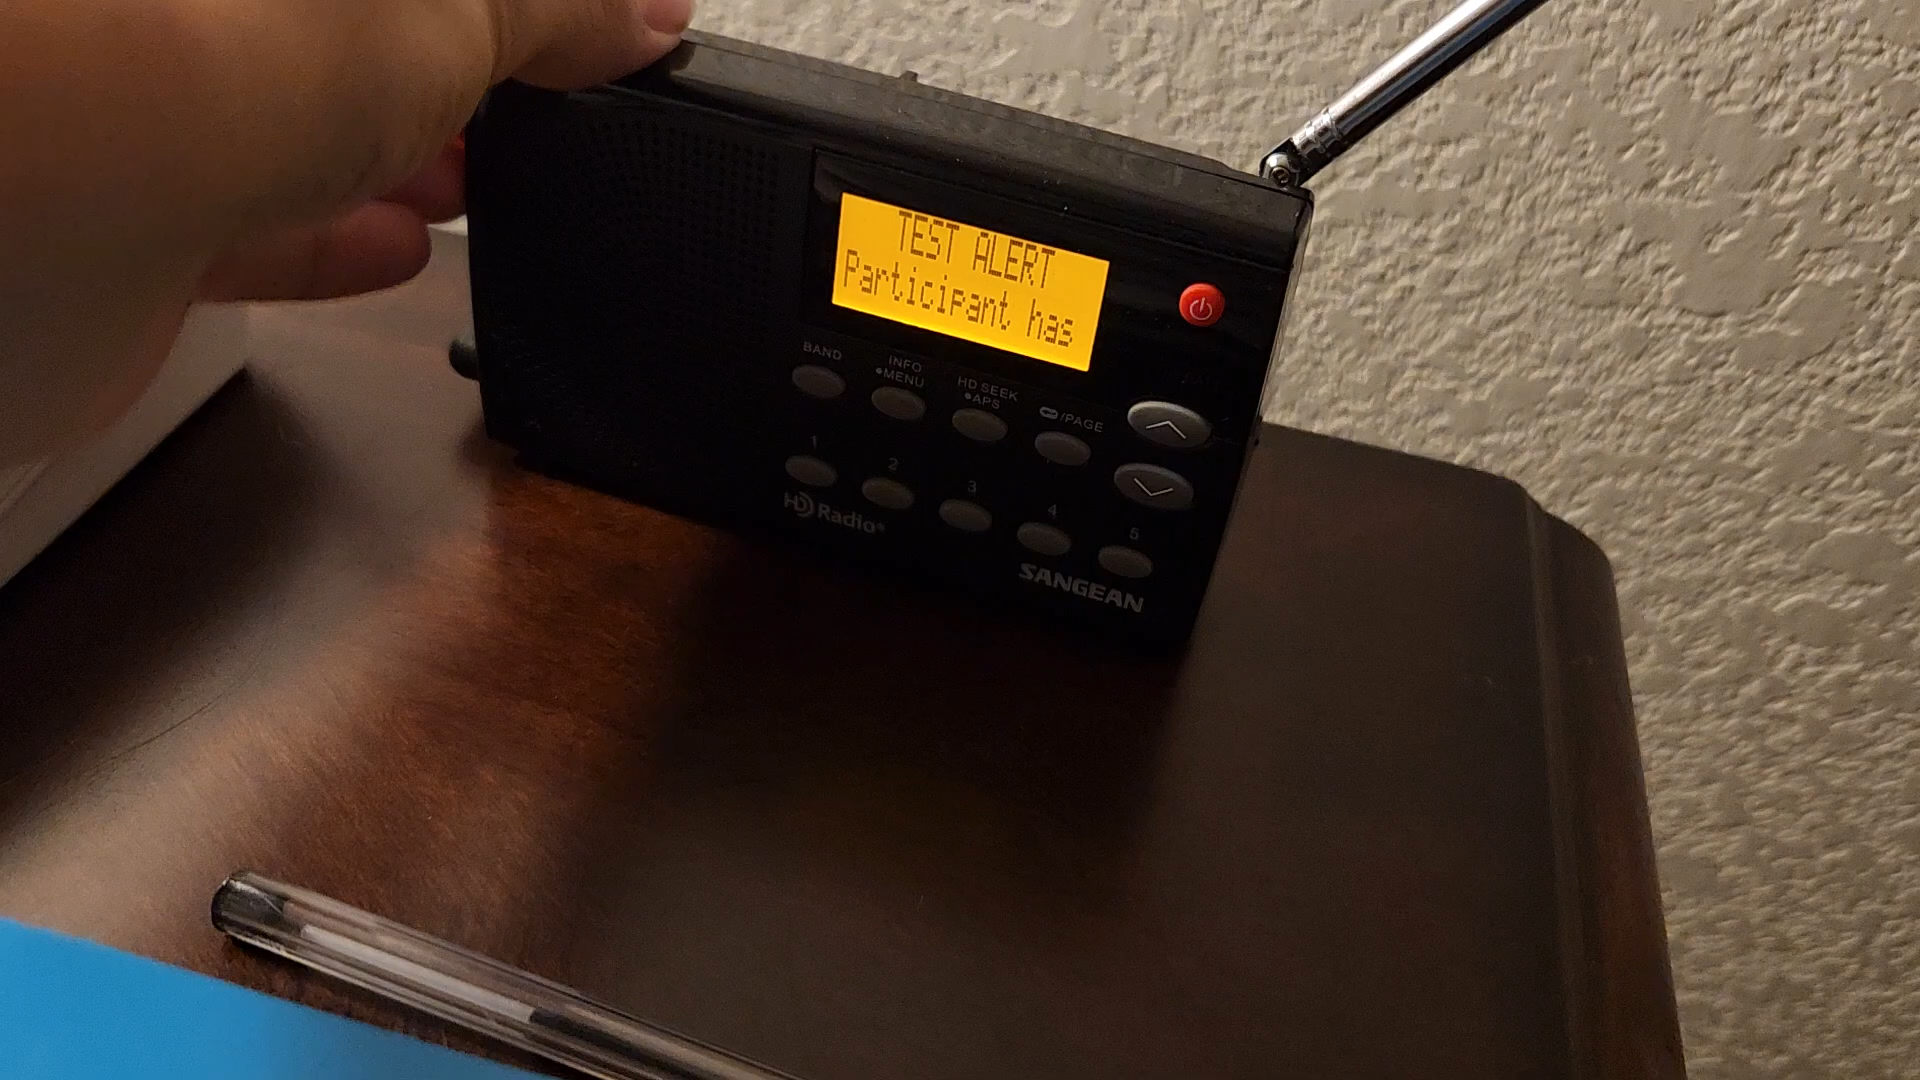 TEST ALERT
Participant has
BAND
INFO
•MENU
HD SEEK
•APS
/PAGE
1
2
3
4
5
HD Radio®
SANGEAN